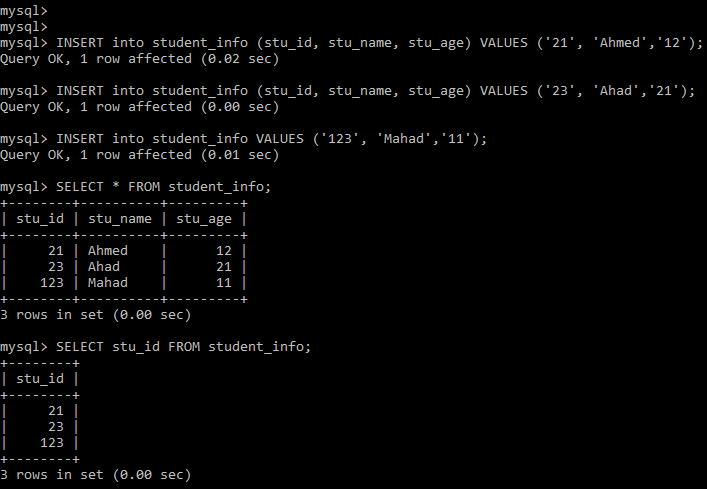 mysql>
mysql>
mysql> INSERT into student_info (stu_id, stu_name, stu_age) VALUES ('21', 'Ahmed','12');
Query OK, 1 row affected (0.02 sec)
mysql> INSERT into student_info (stu_id, stu_name, stu_age) VALUES ('23', 'Ahad','21');
Query OK, 1 row affected (0.00 sec)
mysql> INSERT into student_info VALUES ('123', 'Mahad','11');
Query OK, 1 row affected (0.01 sec)
mysql> SELECT * FROM student_info;
+--------+----------+---------+
| stu_id | stu_name | stu_age |
+--------+----------+---------+
|     21 | Ahmed    |      12 |
|     23 | Ahad     |      21 |
|    123 | Mahad    |      11 |
+--------+----------+---------+
3 rows in set (0.00 sec)
mysql> SELECT stu_id FROM student_info;
+--------+
| stu_id |
+--------+
|     21 |
|     23 |
|    123 |
+--------+
3 rows in set (0.00 sec)